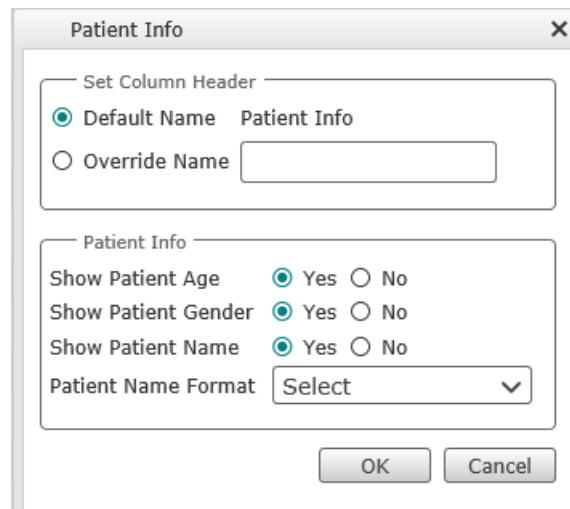 Patient Info
Set Column Header
Default Name Patient Info
Override Name
Patient Info
Show Patient Age Yes No
Show Patient Gender Yes No
Show Patient Name Yes No
Patient Name Format Select
OK Cancel